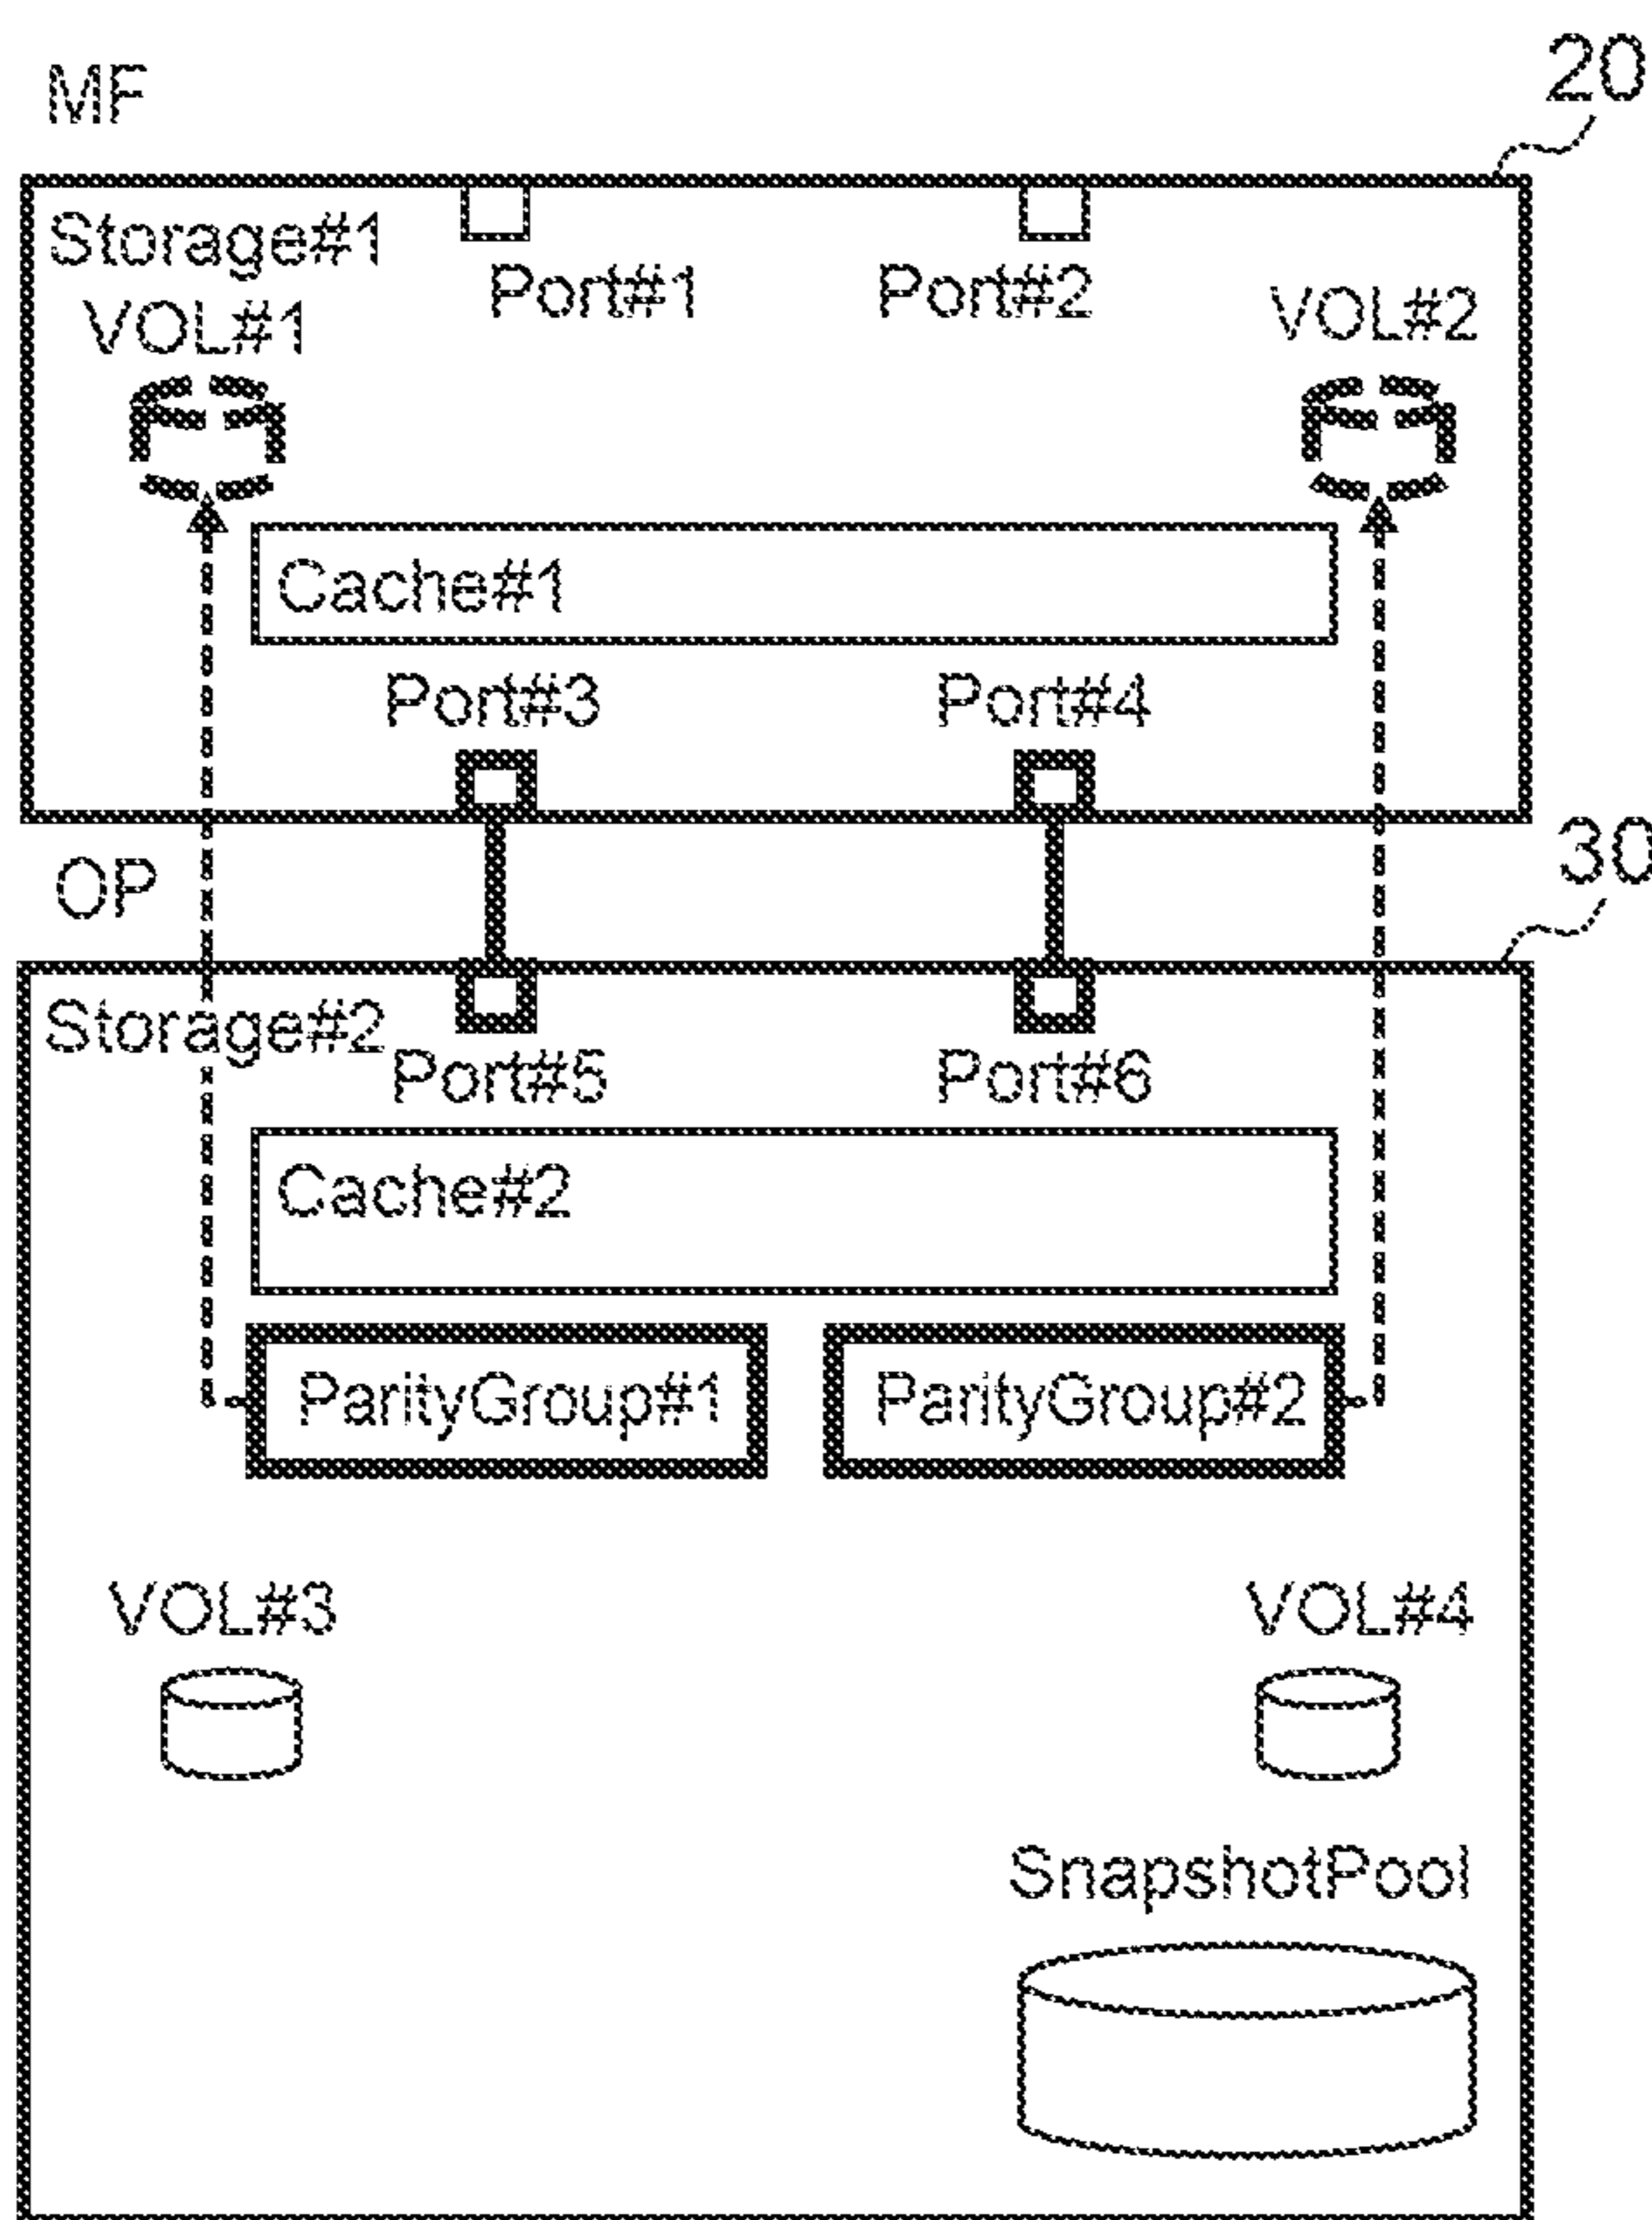 MF
20
Storage#1
Port#1
Port#2
VOL#1
VOL#2
Cache#1
Port#3
Port#4
OP
30
Storage#2
Port#5
Port#6
Cache#2
ParityGroup#1
ParityGroup#2
VOL#3
VOL#4
SnapshotPool